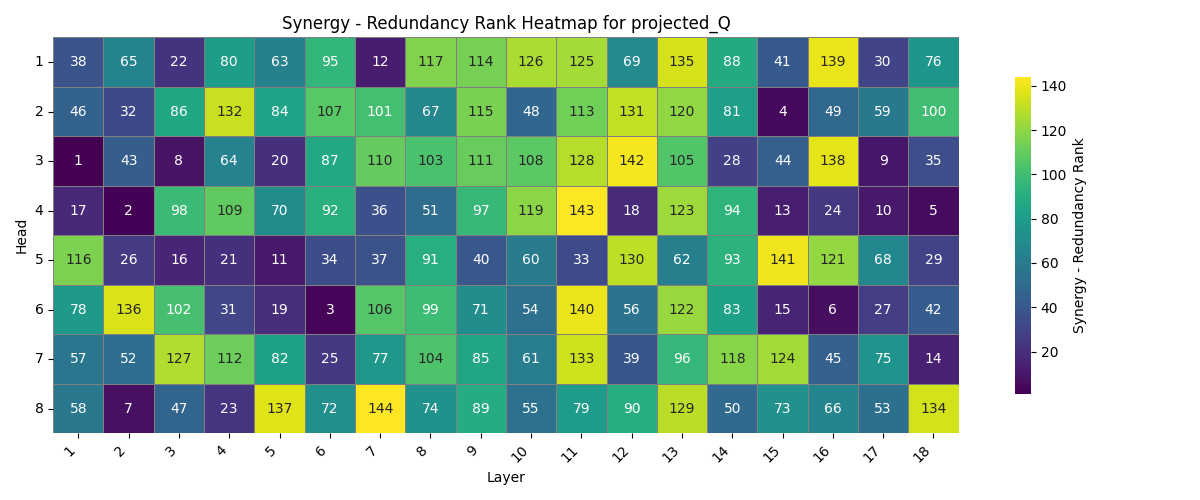 Synergy - Redundancy Rank Heatmap for projected_Q
Head
1 38 65 22 80 63 95 12 117 114 126 125 69 135 88 41 139 30 76
2 46 32 86 132 84 107 101 67 115 48 113 131 120 81 4 49 59 100
3 1 43 8 64 20 87 110 103 111 108 128 142 105 28 44 138 9 35
4 17 2 98 109 70 92 36 51 97 119 143 18 123 94 13 24 10 5
5 116 26 16 21 11 34 37 91 40 60 33 130 62 93 141 121 68 29
6 78 136 102 31 19 3 106 99 71 54 140 56 122 83 15 6 27 42
7 57 52 127 112 82 25 77 104 85 61 133 39 96 118 124 45 75 14
8 58 7 47 23 137 72 144 74 89 55 79 90 129 50 73 66 53 134
1 2 3 4 5 6 7 8 9 10 11 12 13 14 15 16 17 18
Layer
140
120
100
80
60
40
20
Synergy - Redundancy Rank